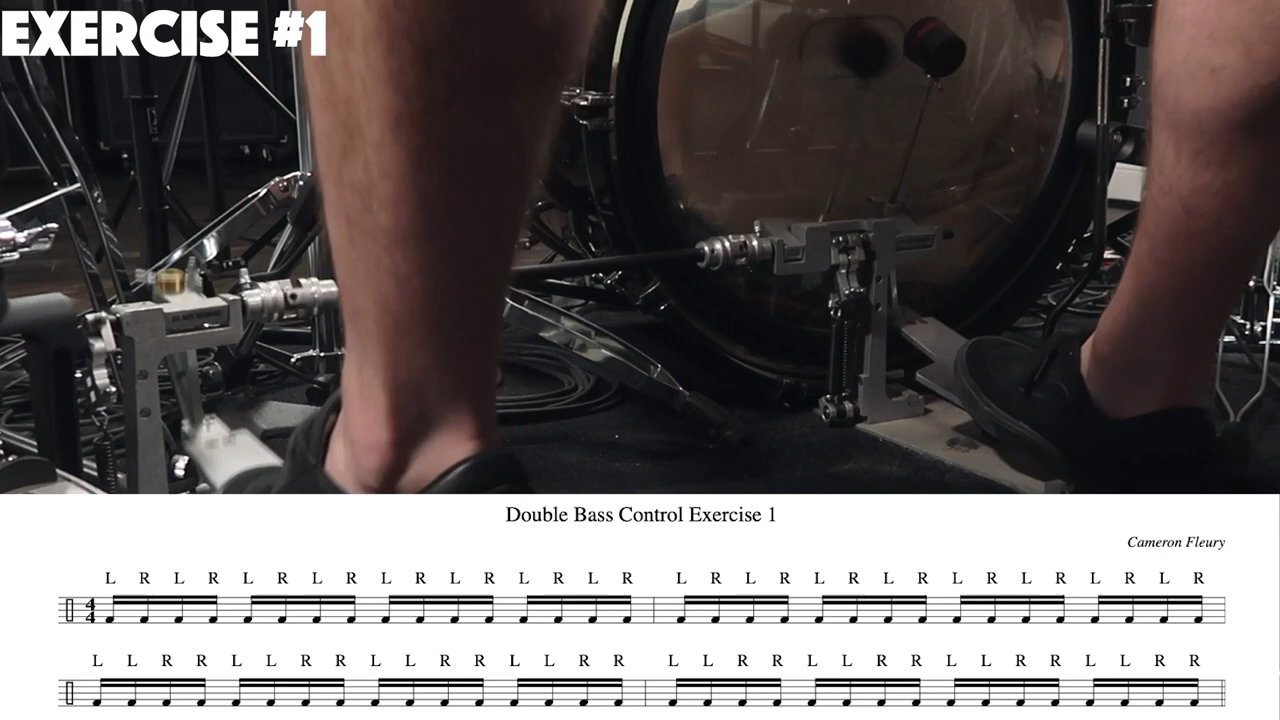 EXERCISE #1
Double Bass Control Exercise 1
Cameron Fleury
L R L R L R L R L R L R L R L R L R L R L R L R L R L R L R L R
4
4
L L R R L L R R L L R R L L R R L L R R L L R R L L R R L L R R